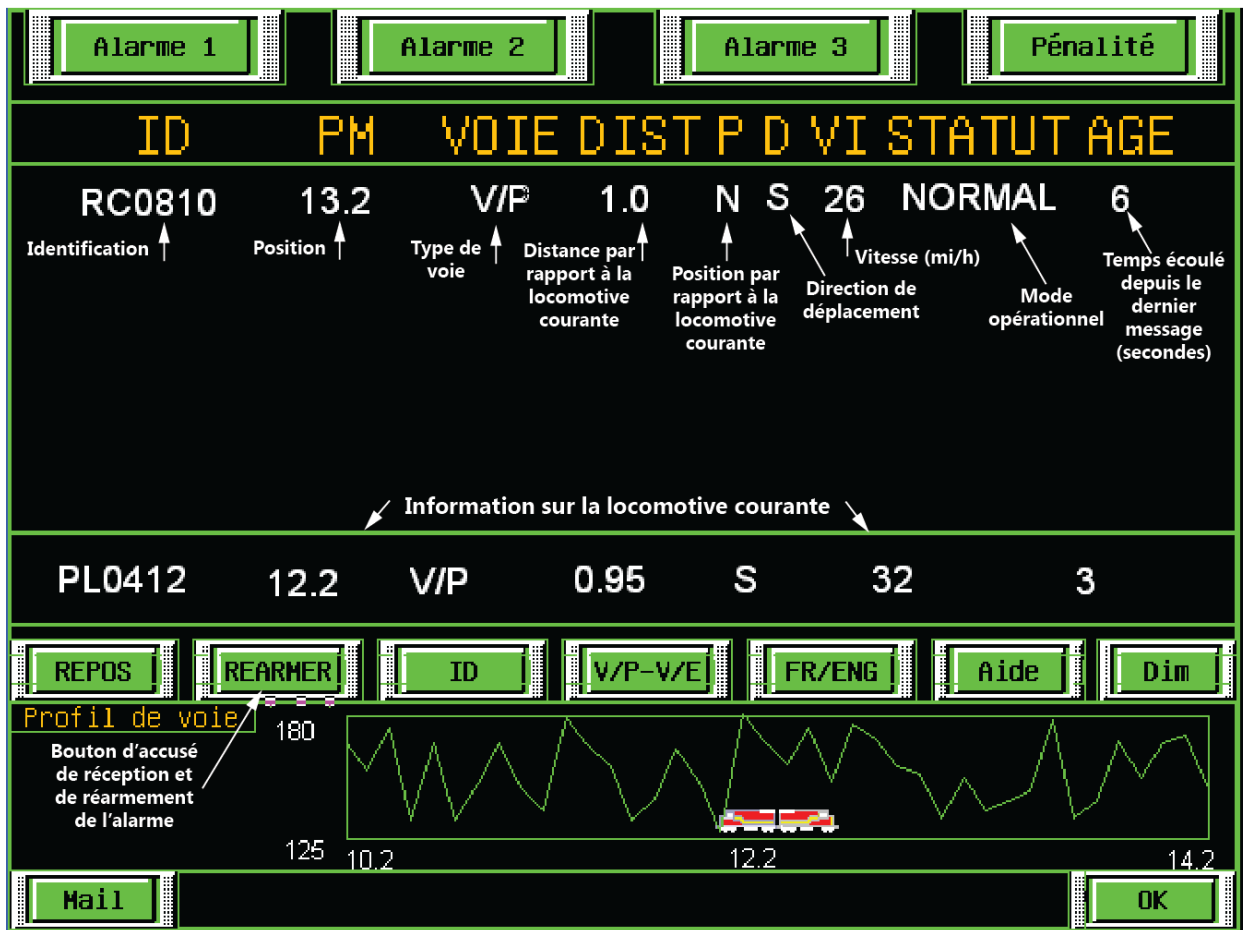 Alarme 1 Alarme 2 Alarme 3 Pénalité
ID PM VOIE DIST P D VI STATUT AGE
RC0810 13.2 V/P 1.0 N S 26 NORMAL 6
Identification
Position
Type de
voie
Distance par
rapport à la
locomotive
courante
Position par
rapport à la
locomotive
courante
Direction de
déplacement
Vitesse (mi/h)
Mode
opérationnel
Temps écoulé
depuis le
dernier
message
(secondes)
Information sur la locomotive courante
PL0412 12.2 V/P 0.95 S 32 3
REPOS REARMER ID V/P-V/E FR/ENG Aide Dim
Profil de voie
Bouton d'accusé
de réception et
de réarmement
de l'alarme
180
125
10.2 12.2 14.2
Mail OK